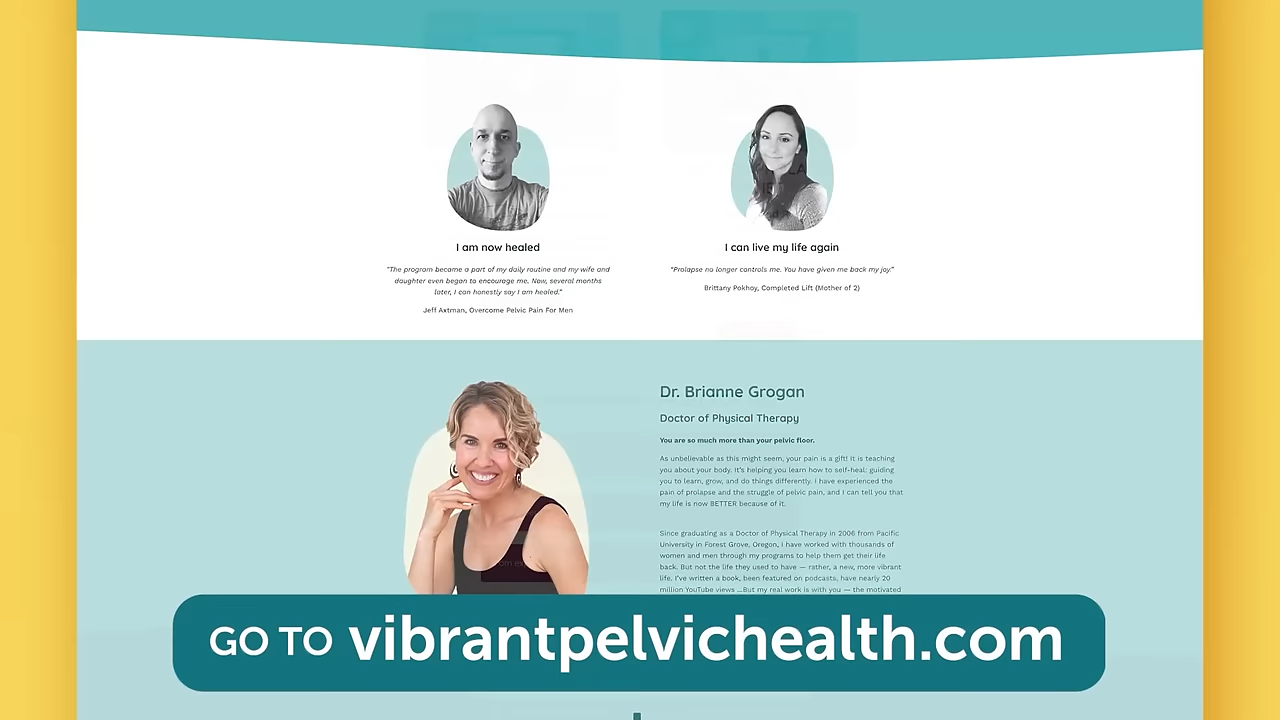 I am now healed
"The program became a part of my daily routine and my wife and
daughter even began to encourage me. Now, several months
later, I can honestly say I am healed."
Jeff Axtman, Overcome Pelvic Pain For Men
I can live my life again
"Prolapse no longer controls me. You have given me back my joy."
Brittany Pokhoy, Completed Lift (Mother of 2)
Dr. Brianne Grogan
Doctor of Physical Therapy
You are so much more than your pelvic floor.
As unbelievable as this might seem, your pain is a gift! It is teaching
you about your body. It's helping you learn how to self-heal: guiding
you to learn, grow, and do things differently. I have experienced the
pain of prolapse and the struggle of pelvic pain, and I can tell you that
my life is now BETTER because of it.
Since graduating as a Doctor of Physical Therapy in 2006 from Pacific
University in Forest Grove, Oregon, I have worked with thousands of
women and men through my programs to help them get their life
back. But not the life they used to have — rather, a new, more vibrant
life. I've written a book, been featured on podcasts, have nearly 20
million YouTube views ...But my real work is with you — the motivated
GO TO vibrantpelvichealth.com